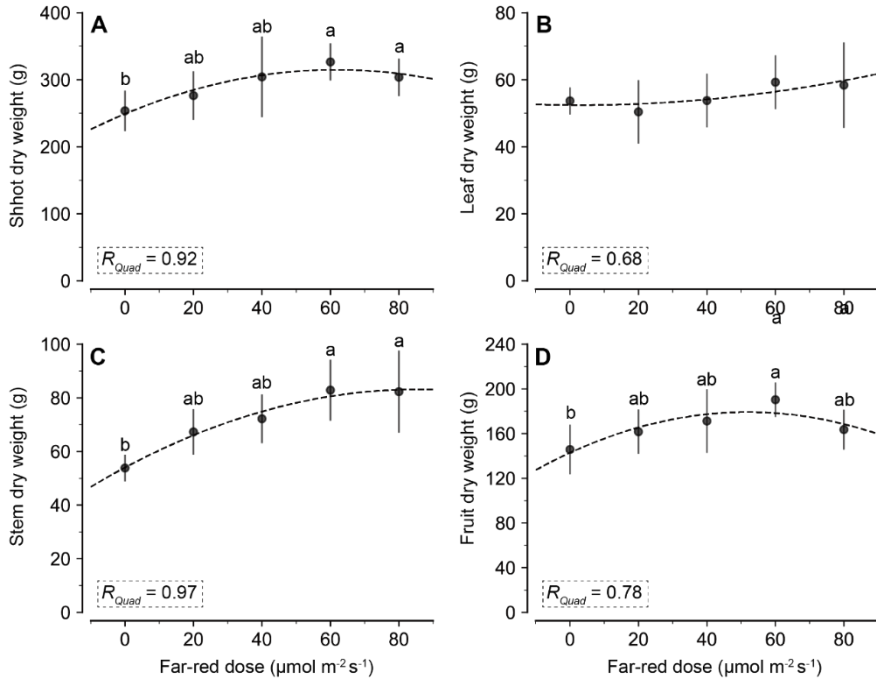 A
Shhot dry weight (g)
400
300
200
100
0
b
ab
ab
a
a
R Quad = 0.92
0 20 40 60 80
B
Leaf dry weight (g)
80
60
40
20
0
R Quad = 0.68
0 20 40 60 80
a a
C
Stem dry weight (g)
100
80
60
40
20
0
b
ab
ab
a
a
R Quad = 0.97
0 20 40 60 80
Far-red dose (µmol m⁻² s⁻¹)
D
Fruit dry weight (g)
240
200
160
120
80
40
0
b
ab
ab
a
ab
R Quad = 0.78
0 20 40 60 80
Far-red dose (µmol m⁻² s⁻¹)